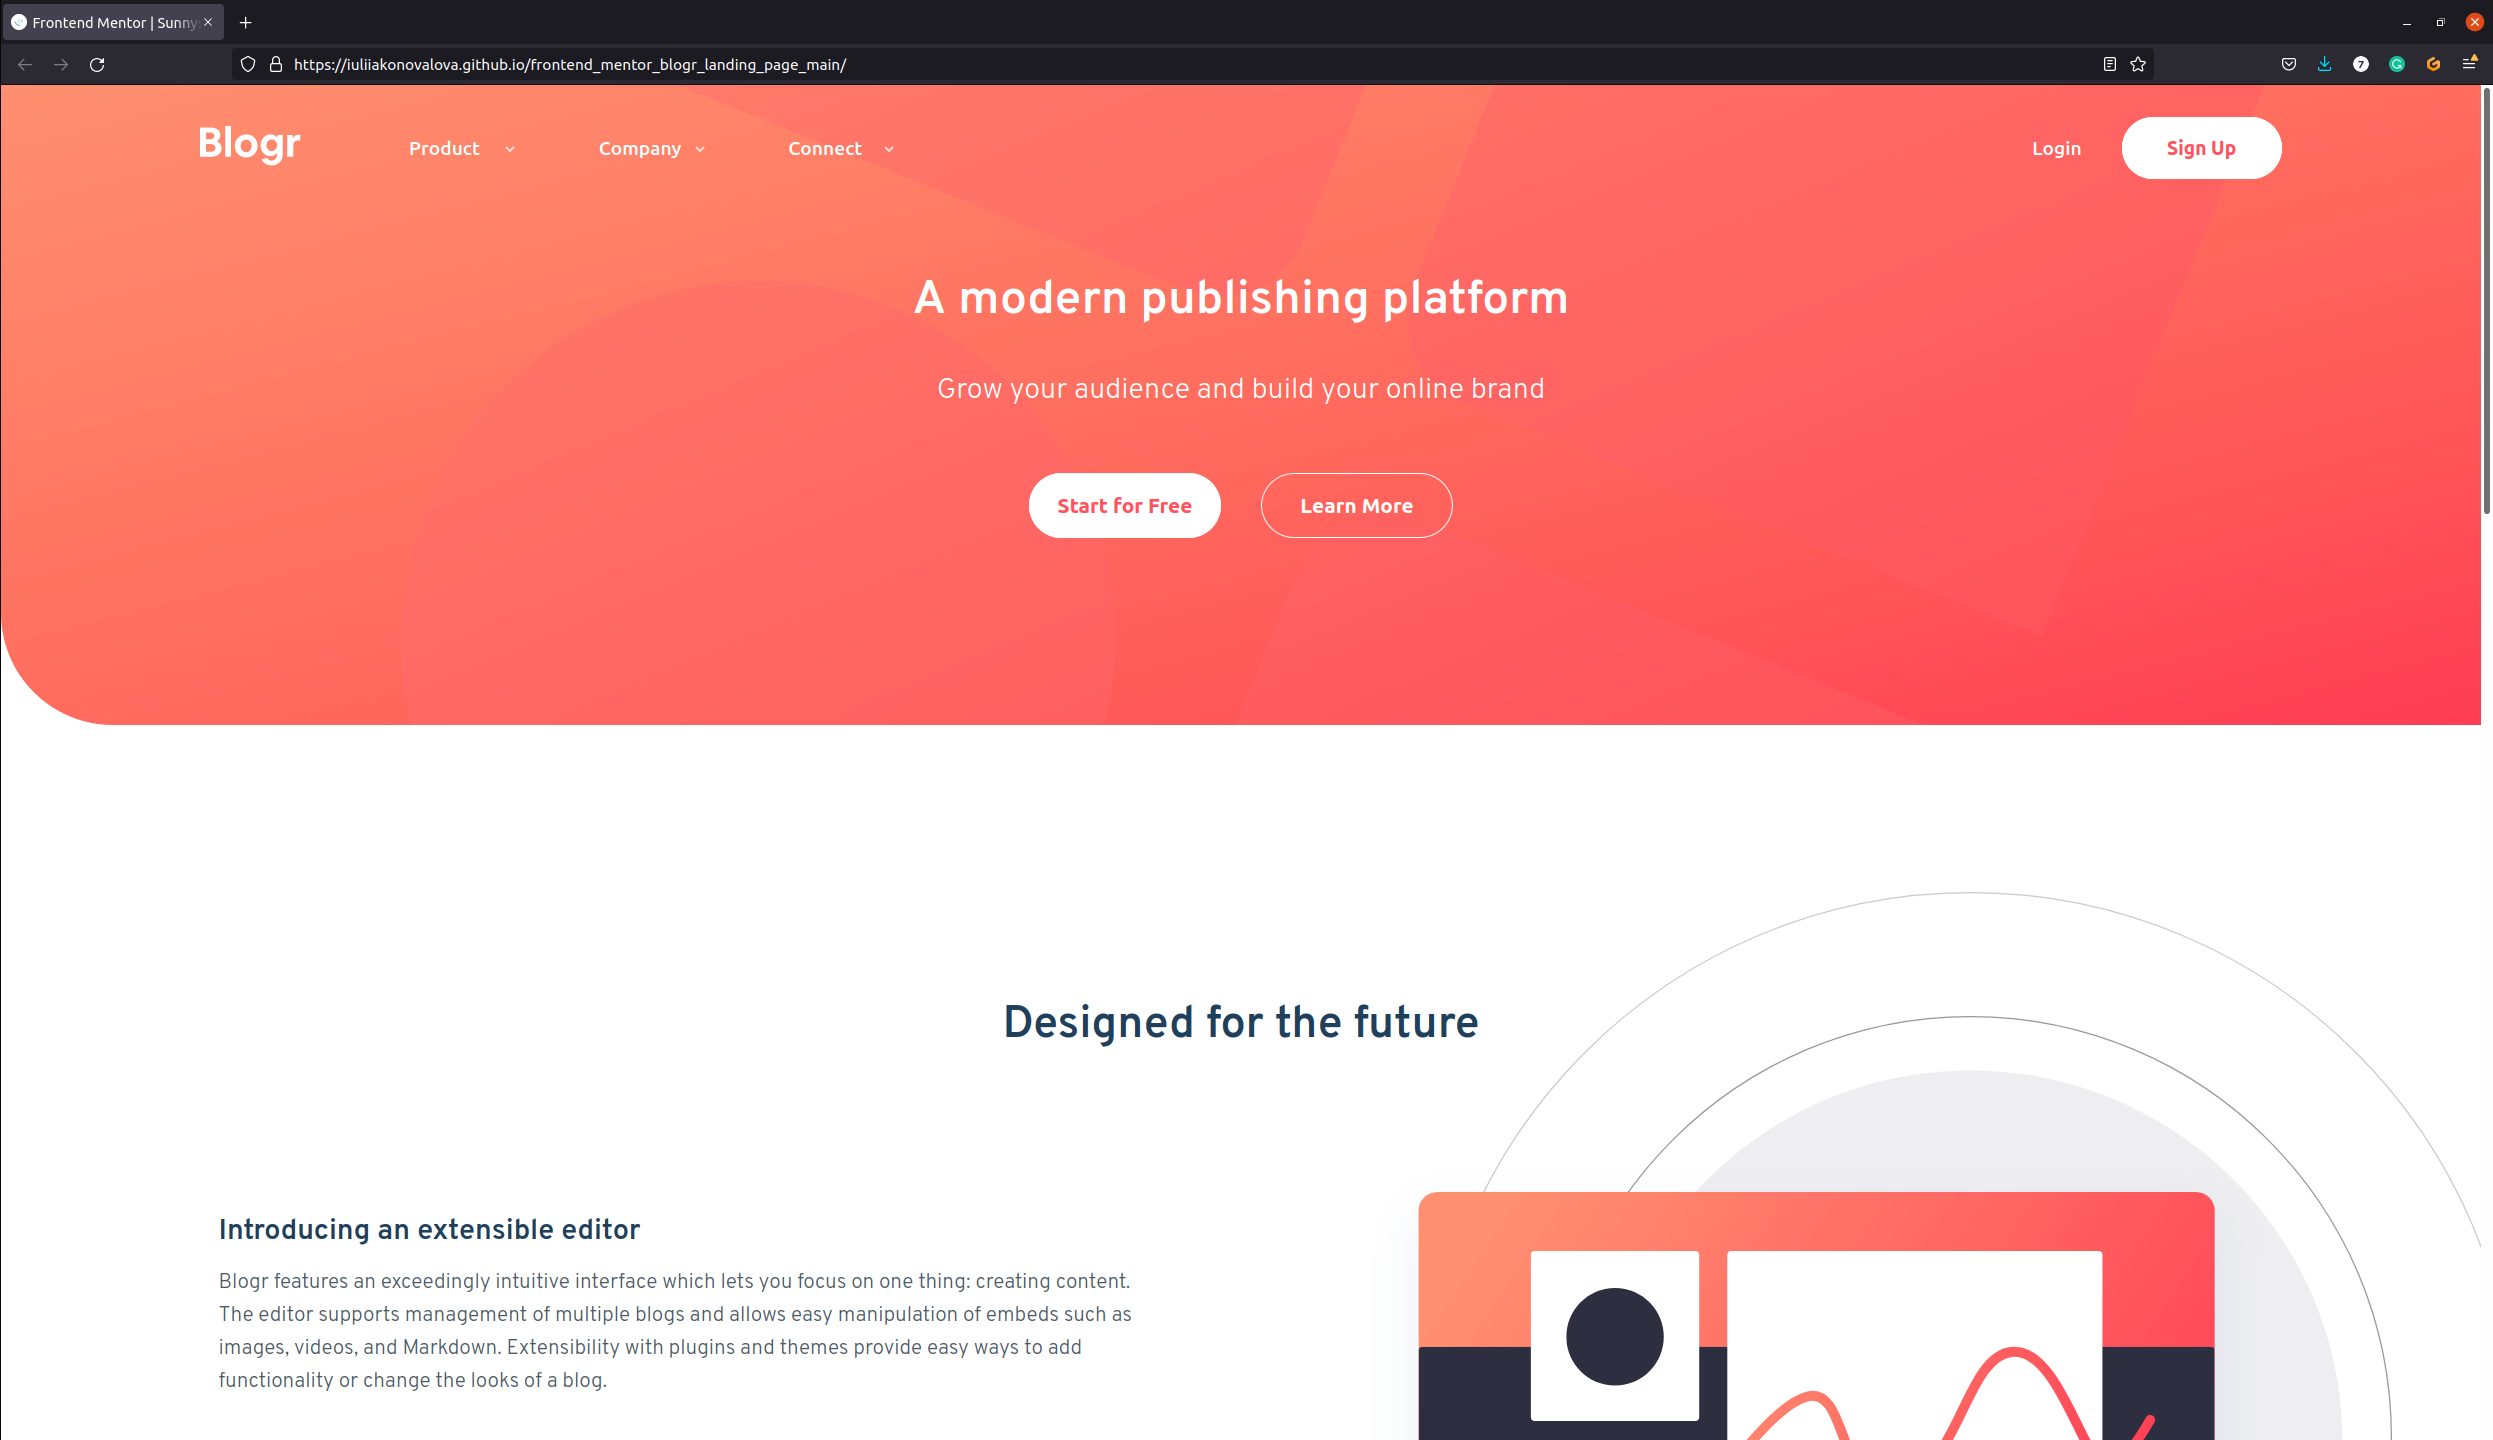 Frontend Mentor | Sunny
https://iuliiakonovalova.github.io/frontend_mentor_blogr_landing_page_main/
7
Blogr
Product
Company
Connect
Login
Sign Up
A modern publishing platform
Grow your audience and build your online brand
Start for Free
Learn More
Designed for the future
Introducing an extensible editor
Blogr features an exceedingly intuitive interface which lets you focus on one thing: creating content.
The editor supports management of multiple blogs and allows easy manipulation of embeds such as
images, videos, and Markdown. Extensibility with plugins and themes provide easy ways to add
functionality or change the looks of a blog.